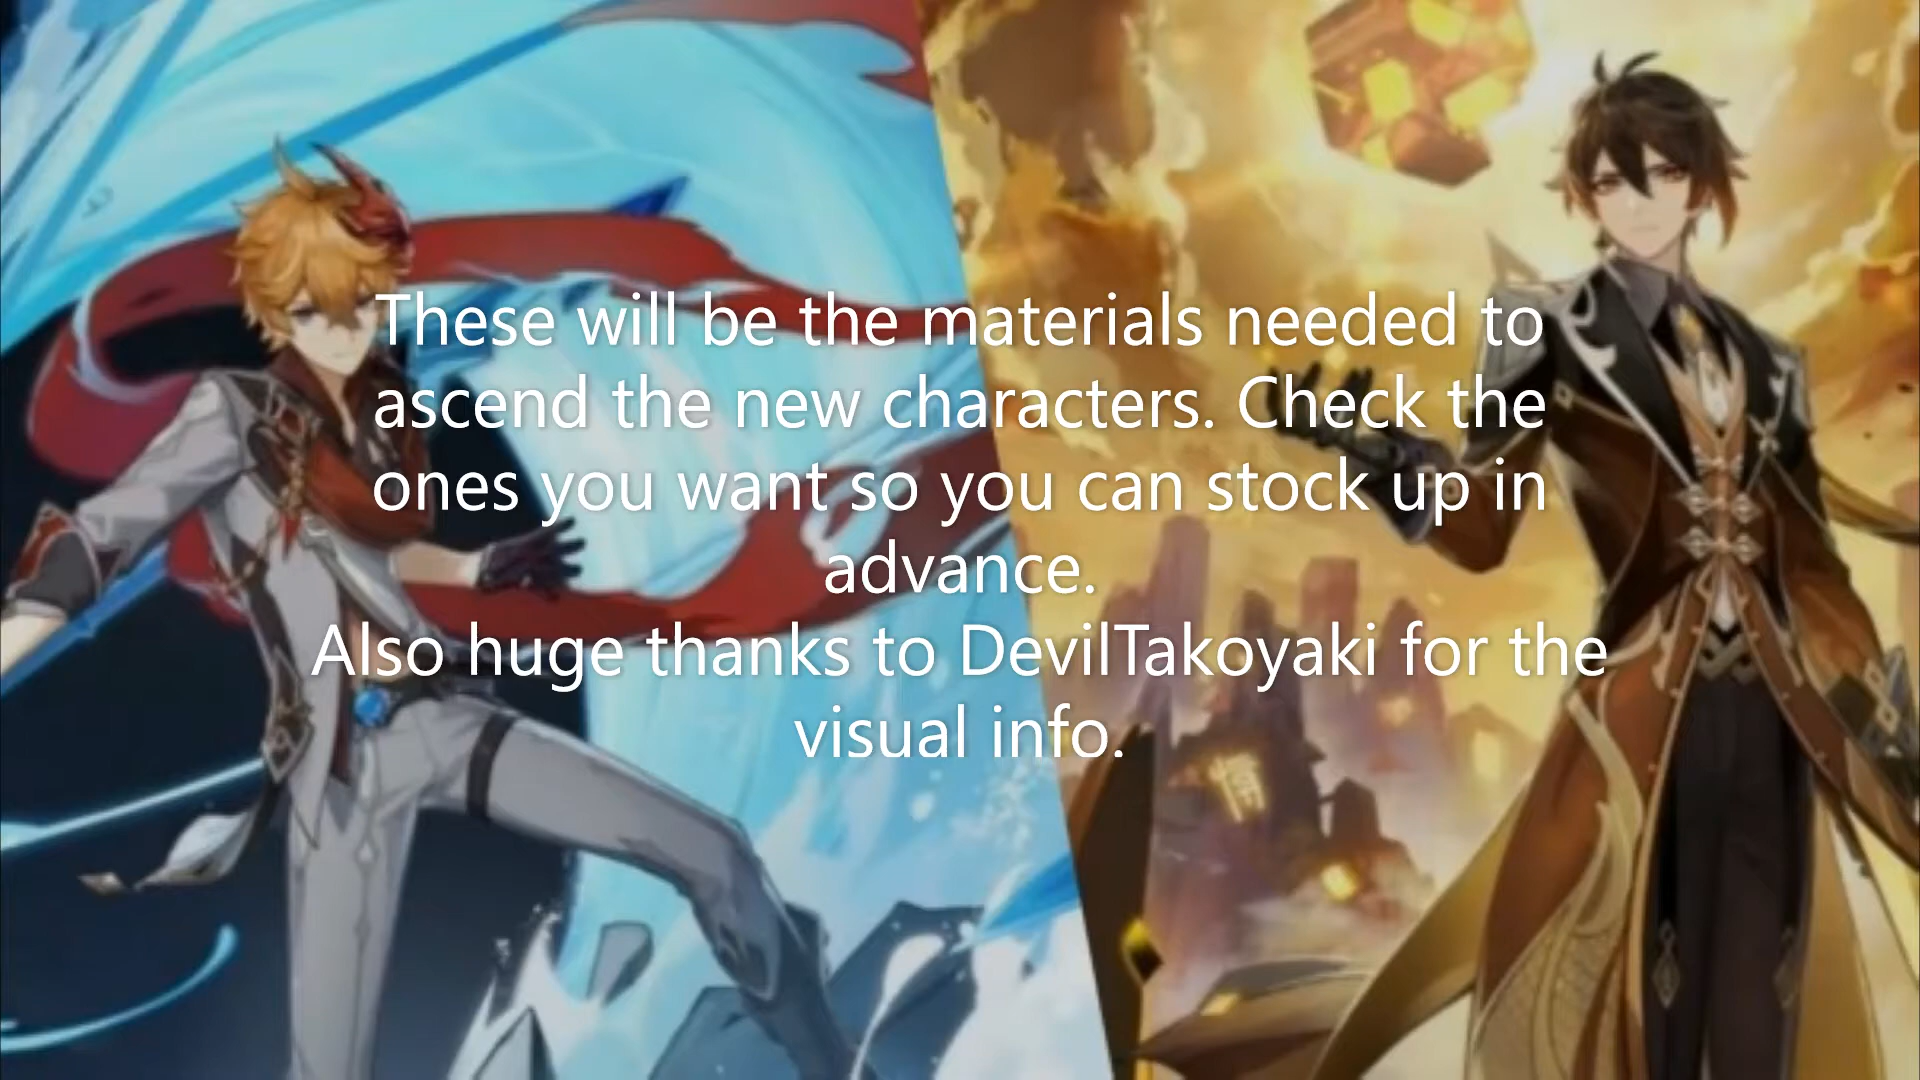 These will be the materials needed to
ascend the new characters. Check the
ones you want so you can stock up in
advance.
Also huge thanks to DevilTakoyaki for the
visual info.